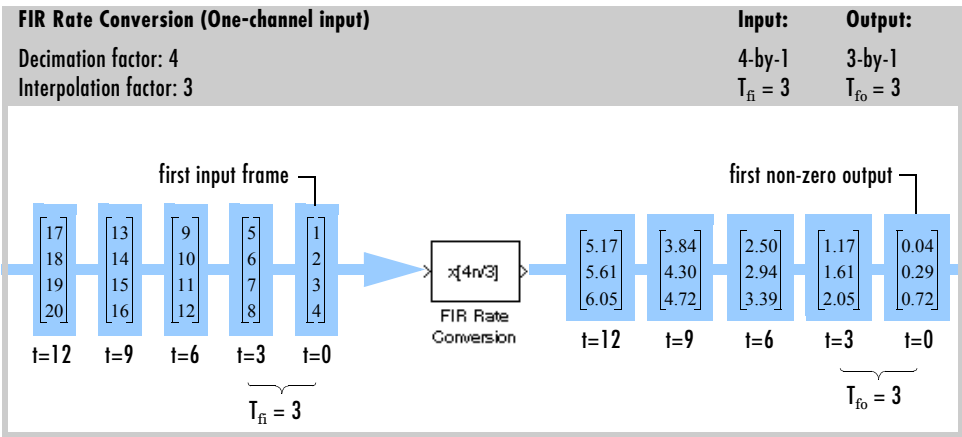 FIR Rate Conversion (One-channel input) Input: Output:
Decimation factor: 4 4-by-1 3-by-1
Interpolation factor: 3 Tfi = 3 Tfo = 3
first input frame first non-zero output
17 13 9 5 1 5.17 3.84 2.50 1.17 0.04
18 14 10 6 2 5.61 4.30 2.94 1.61 0.29
19 15 11 7 3 6.05 4.72 3.39 2.05 0.72
20 16 12 8 4
x[4n/3]
FIR Rate
Conversion
t=12 t=9 t=6 t=3 t=0 t=12 t=9 t=6 t=3 t=0
Tfi = 3 Tfo = 3